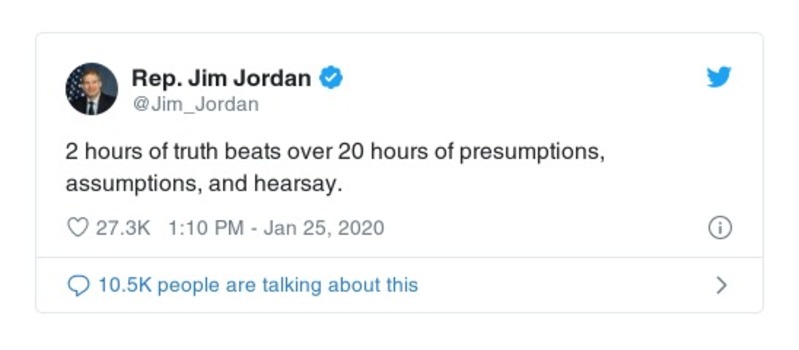 Rep. Jim Jordan
@Jim_Jordan
2 hours of truth beats over 20 hours of presumptions,
assumptions, and hearsay.
27.3K 1:10 PM - Jan 25, 2020
10.5K people are talking about this